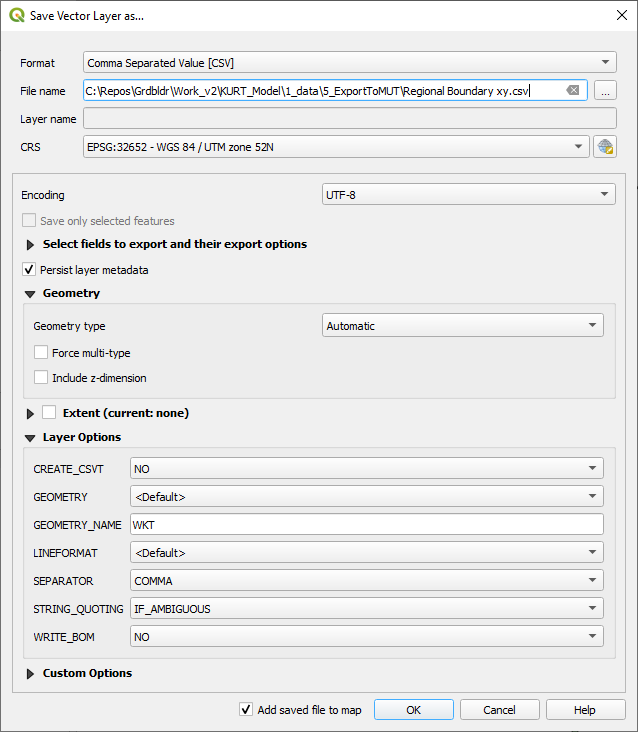 Save Vector Layer as...
Format Comma Separated Value [CSV]
File name C:\Repos\Grdbldr\Work_v2\KURT_Model\1_data\5_ExportToMUT\Regional Boundary xy.csv ...
Layer name
CRS EPSG:32652 - WGS 84 / UTM zone 52N
Encoding UTF-8
Save only selected features
Select fields to export and their export options
Persist layer metadata
Geometry
Geometry type Automatic
Force multi-type
Include z-dimension
Extent (current: none)
Layer Options
CREATE_CSVT NO
GEOMETRY <Default>
GEOMETRY_NAME WKT
LINEFORMAT <Default>
SEPARATOR COMMA
STRING_QUOTING IF_AMBIGUOUS
WRITE_BOM NO
Custom Options
Add saved file to map OK Cancel Help